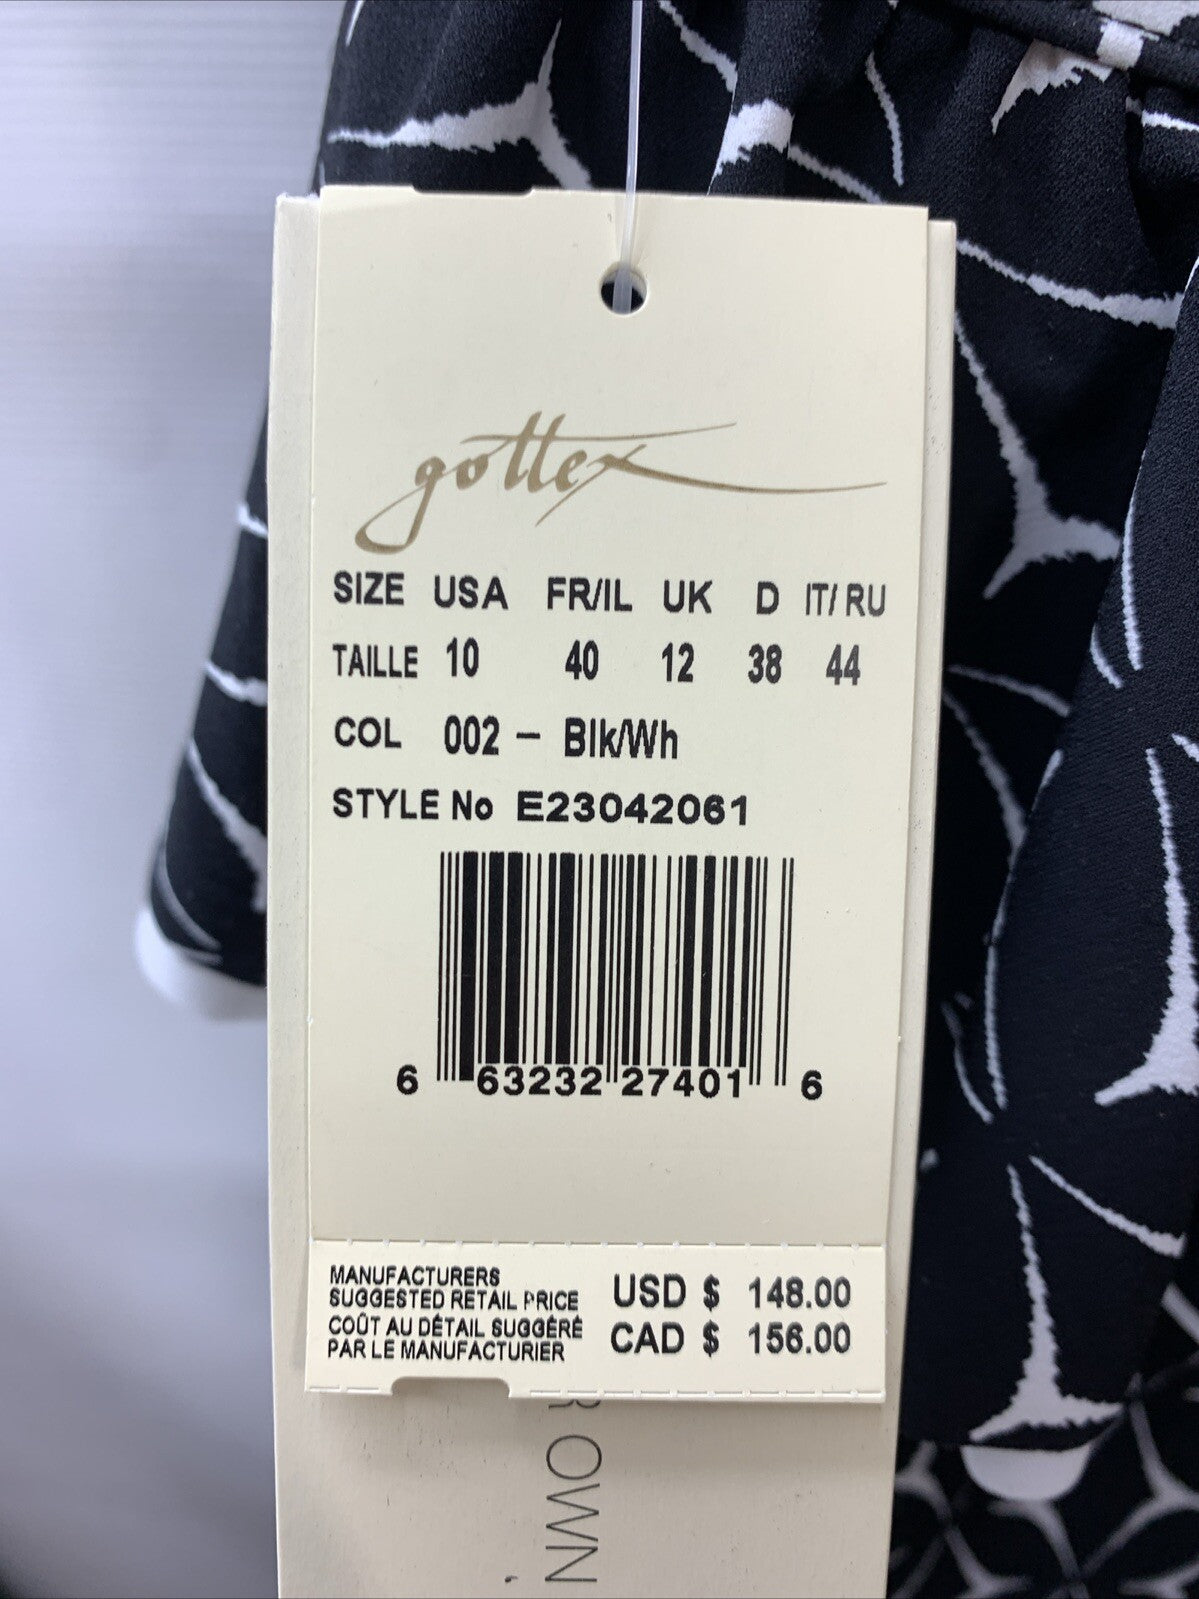 gottex
SIZE USA FR/IL UK D IT/ RU
TAILLE 10 40 12 38 44
COL 002 - Blk/Wh
STYLE No E23042061
6 63232 27401 6
MANUFACTURERS
SUGGESTED RETAIL PRICE
COÛT AU DÉTAIL SUGGÉRÉ
PAR LE MANUFACTURIER
USD $ 148.00
CAD $ 156.00
OWN,